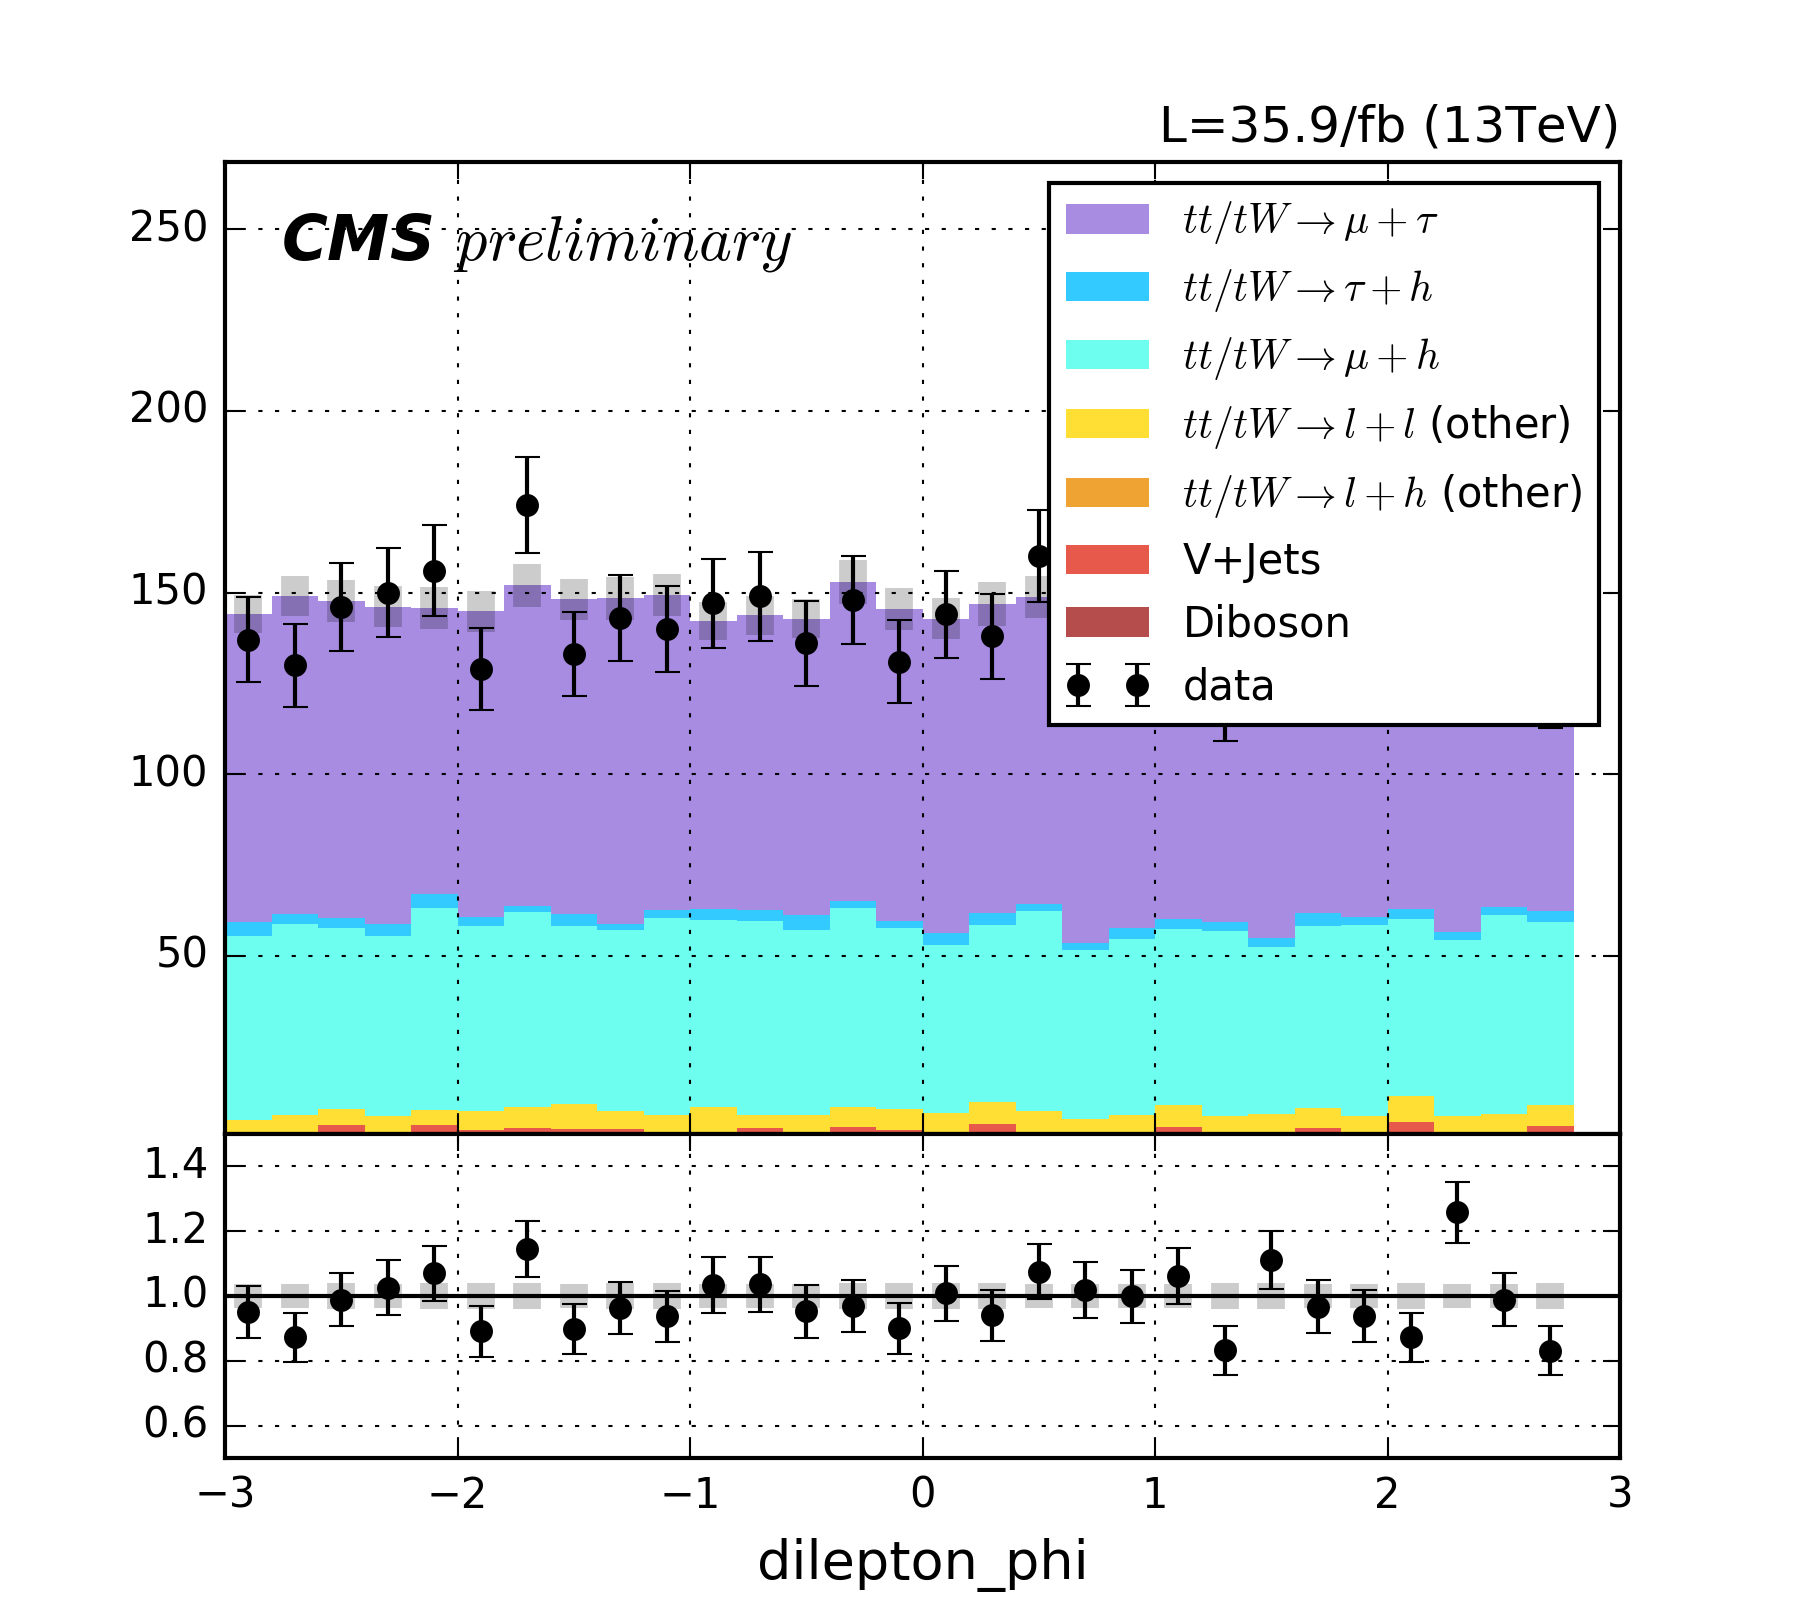 L=35.9/fb (13TeV)
CMS preliminary
250
200
150
100
50
tt/tW → μ + τ
tt/tW → τ + h
tt/tW → μ + h
tt/tW → l + l (other)
tt/tW → l + h (other)
V+Jets
Diboson
data
1.4
1.2
1.0
0.8
0.6
−3 −2 −1 0 1 2 3
dilepton_phi